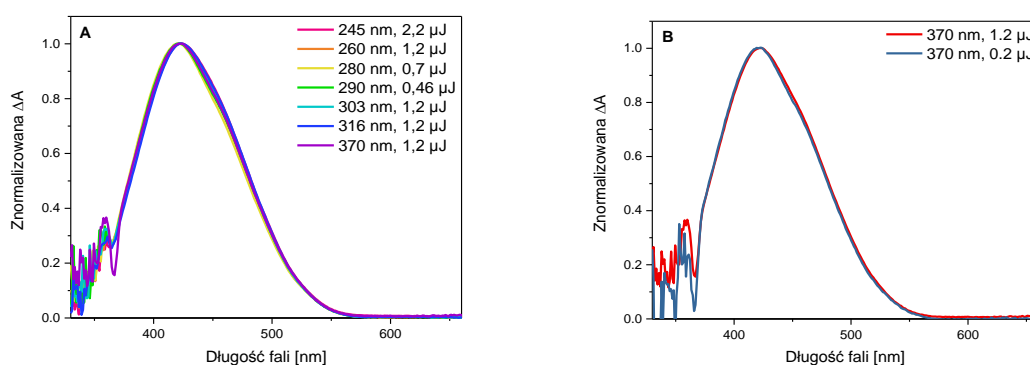 A
245 nm, 2,2 µJ
260 nm, 1,2 µJ
280 nm, 0,7 µJ
290 nm, 0,46 µJ
303 nm, 1,2 µJ
316 nm, 1,2 µJ
370 nm, 1,2 µJ
Znormalizowana ΔA
1.0
0.8
0.6
0.4
0.2
0.0
400
500
600
Długość fali [nm]
B
370 nm, 1.2 µJ
370 nm, 0.2 µJ
Znormalizowana ΔA
1.0
0.8
0.6
0.4
0.2
0.0
400
500
600
Długość fali [nm]